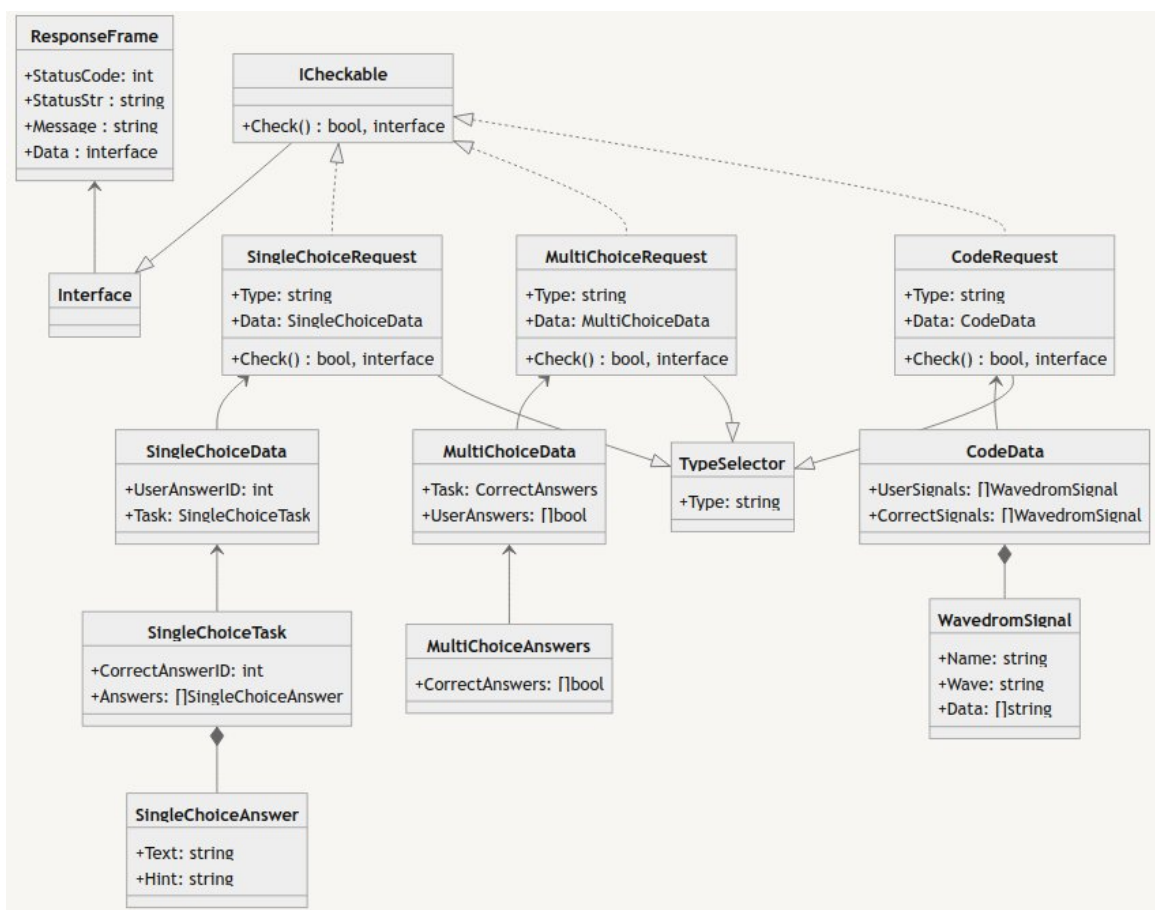 ResponseFrame
+StatusCode: int
+StatusStr : string
+Message : string
+Data : interface
ICheckable
+Check() : bool, interface
Interface
SingleChoiceRequest
+Type: string
+Data: SingleChoiceData
+Check() : bool, interface
MultiChoiceRequest
+Type: string
+Data: MultiChoiceData
+Check() : bool, interface
CodeRequest
+Type: string
+Data: CodeData
+Check() : bool, interface
SingleChoiceData
+UserAnswerID: int
+Task: SingleChoiceTask
MultiChoiceData
+Task: CorrectAnswers
+UserAnswers: []bool
TypeSelector
+Type: string
CodeData
+UserSignals: []WavedromSignal
+CorrectSignals: []WavedromSignal
SingleChoiceTask
+CorrectAnswerID: int
+Answers: []SingleChoiceAnswer
MultiChoiceAnswers
+CorrectAnswers: []bool
WavedromSignal
+Name: string
+Wave: string
+Data: []string
SingleChoiceAnswer
+Text: string
+Hint: string